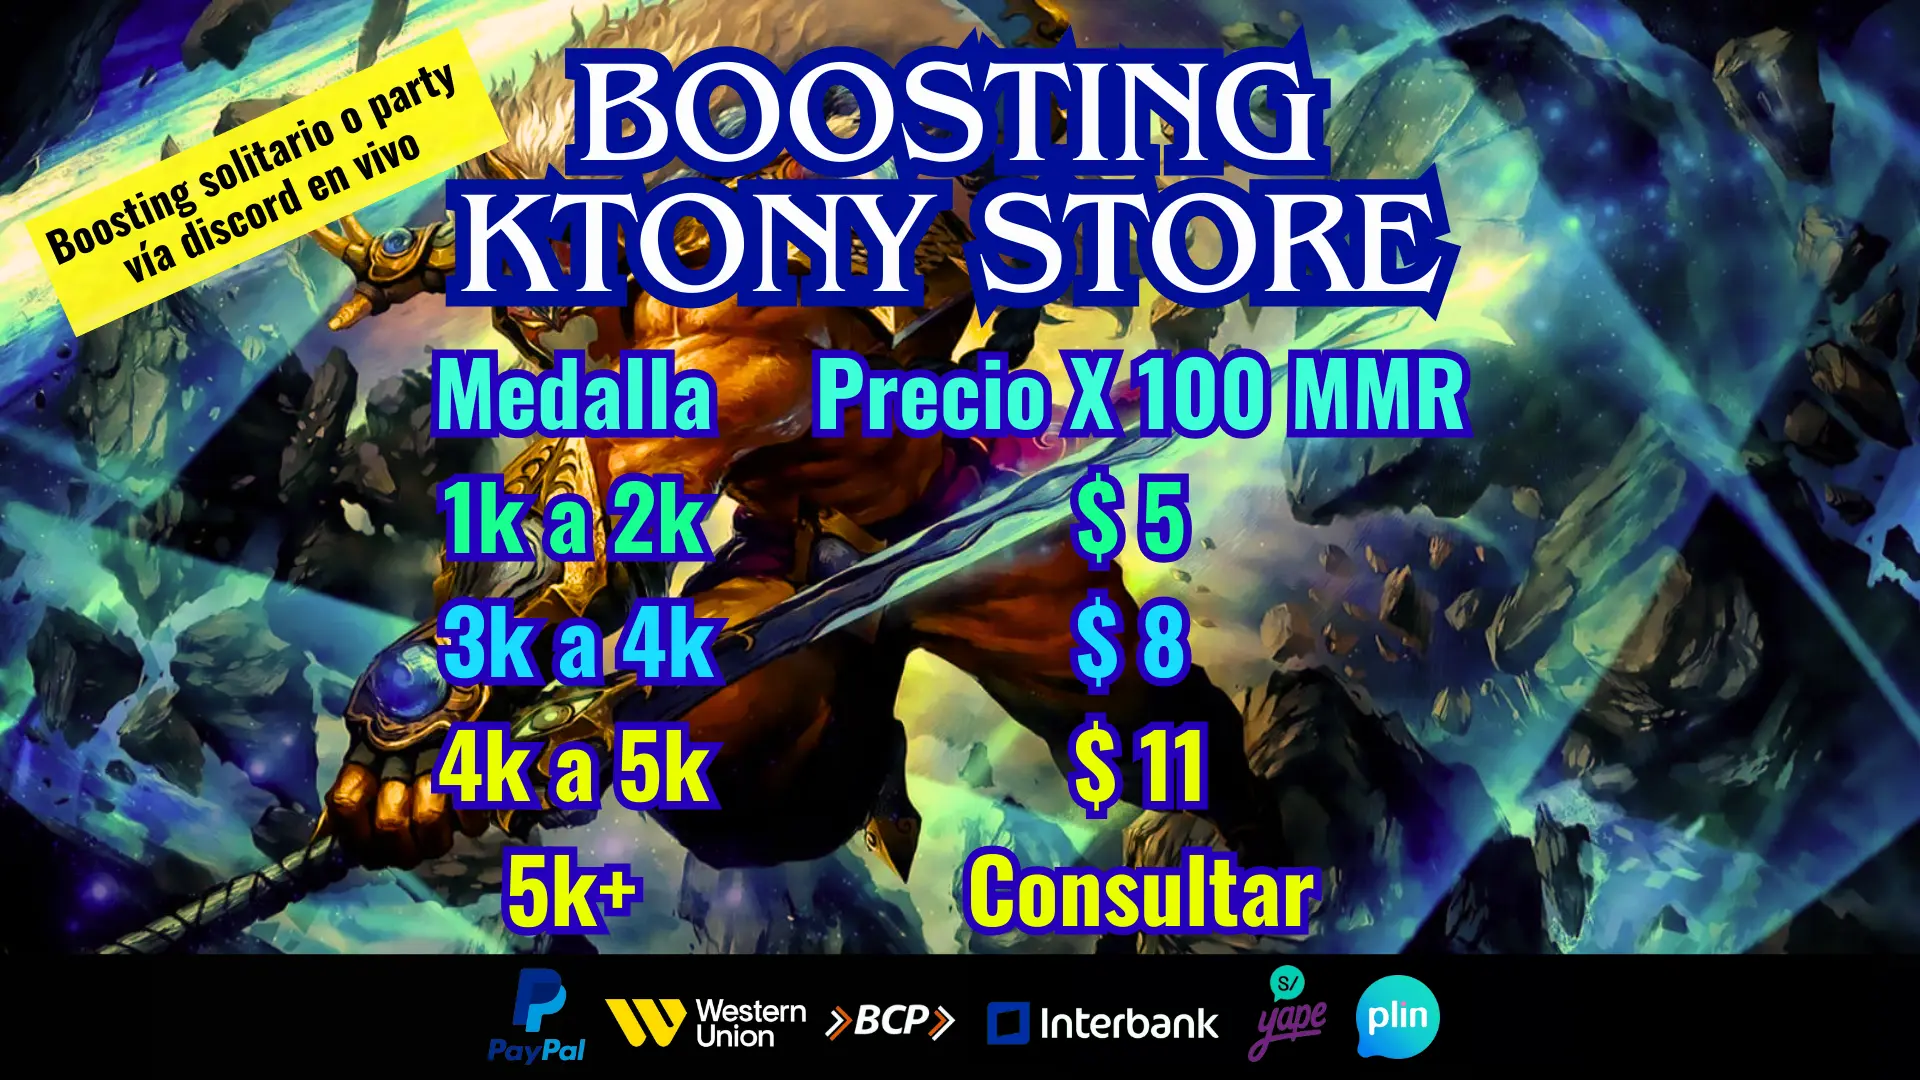 Boosting solitario o party
vía discord en vivo
BOOSTING
KTONY STORE
Medalla Precio X 100 MMR
1k a 2k $ 5
3k a 4k $ 8
4k a 5k $ 11
5k+ Consultar
PayPal
Western
Union
BCP
Interbank
S/
yape
plin